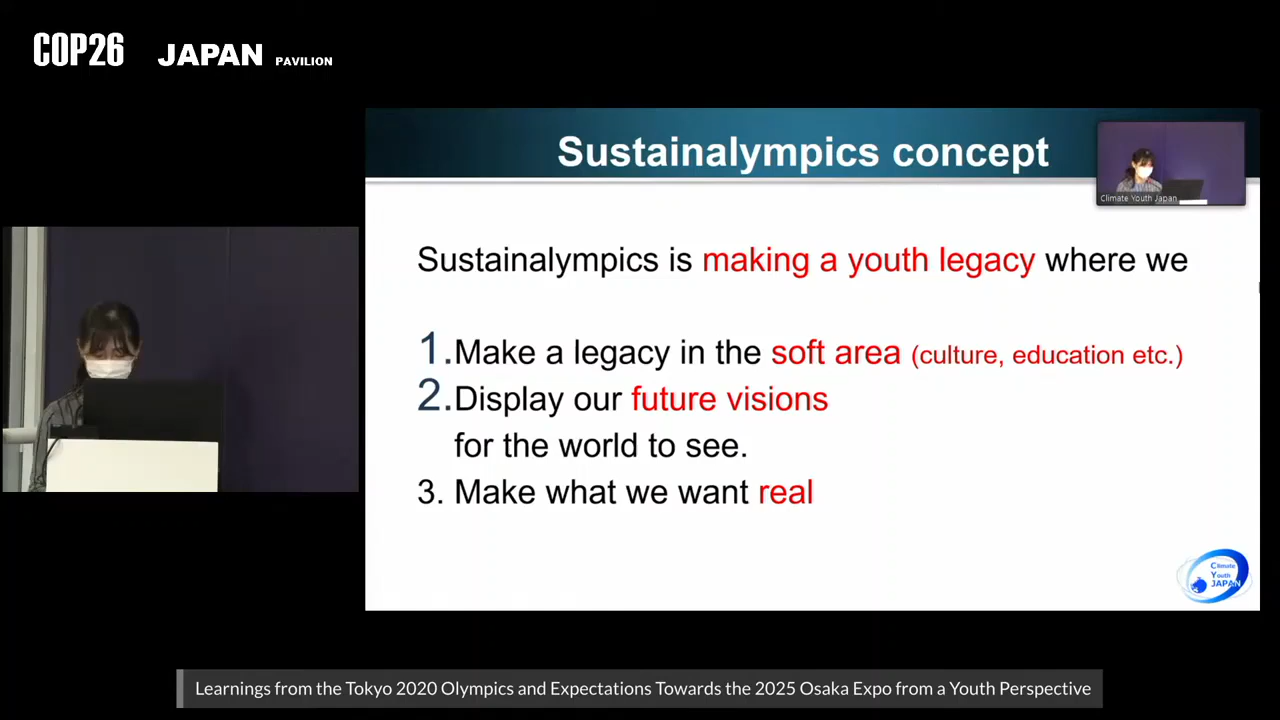 COP26 JAPAN PAVILION
Sustainalympics concept
Climate Youth Japan
Sustainalympics is making a youth legacy where we
1.Make a legacy in the soft area (culture, education etc.)
2.Display our future visions
for the world to see.
3. Make what we want real
Climate
Youth
JAPAN
Learnings from the Tokyo 2020 Olympics and Expectations Towards the 2025 Osaka Expo from a Youth Perspective